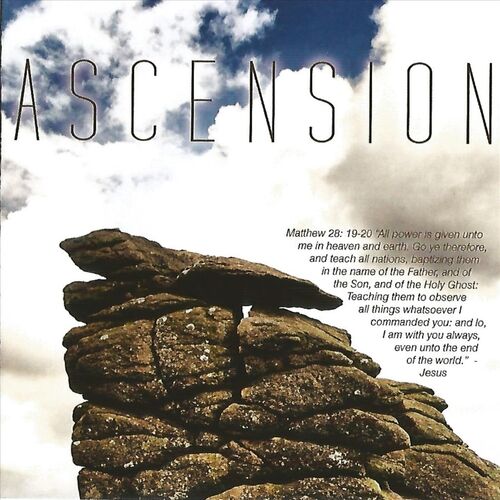 ASCENSION
Matthew 28: 19-20 "All power is given unto
me in heaven and earth. Go ye therefore,
and teach all nations, baptizing them
in the name of the Father, and of
the Son, and of the Holy Ghost:
Teaching them to observe
all things whatsoever I
commanded you: and lo,
I am with you always,
even unto the end
of the world." -
Jesus